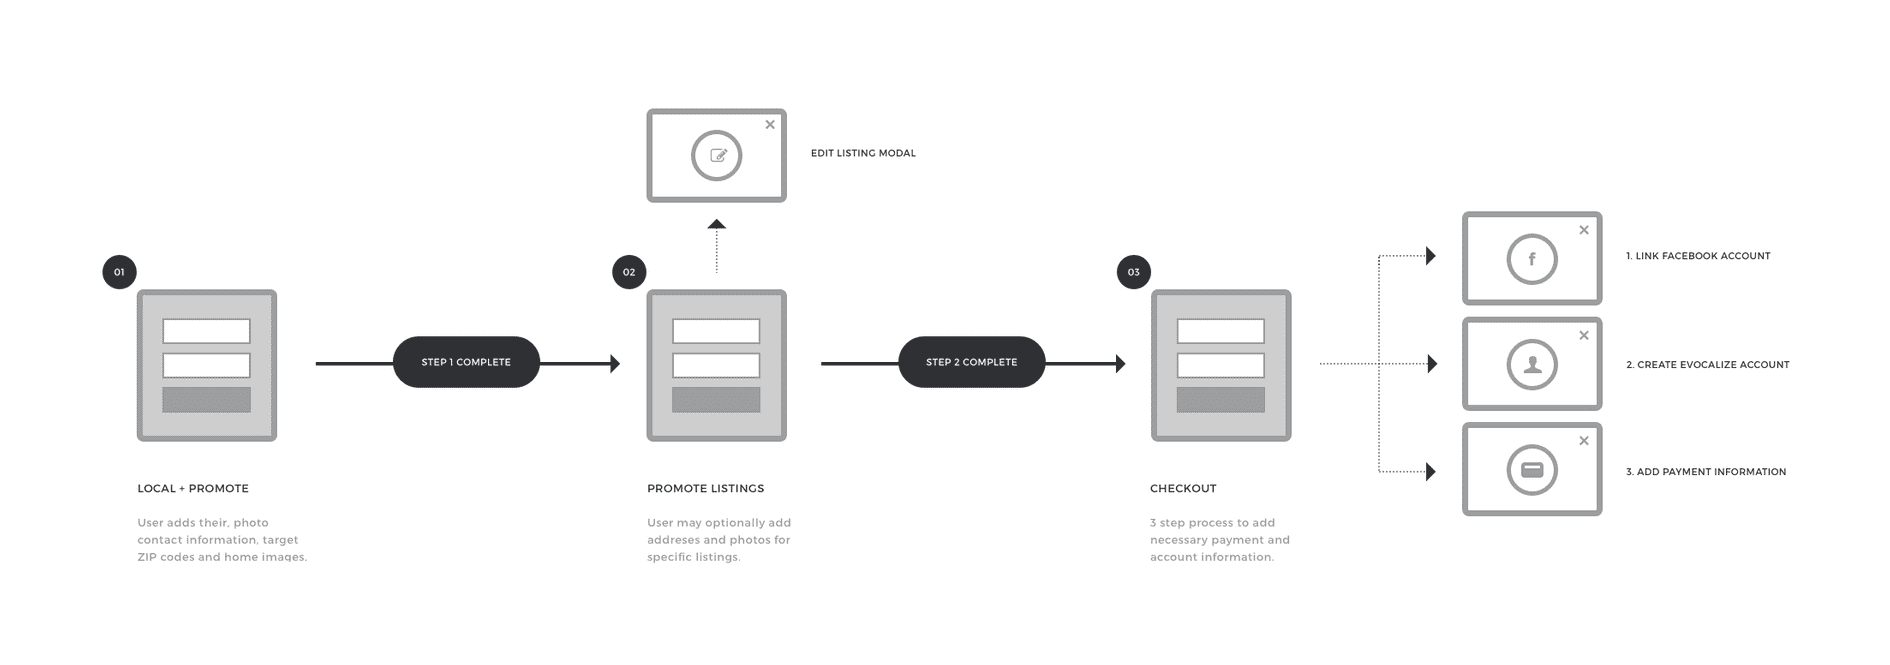 EDIT LISTING MODAL
01
STEP 1 COMPLETE
02
STEP 2 COMPLETE
03
f
1. LINK FACEBOOK ACCOUNT
2. CREATE EVOCALIZE ACCOUNT
3. ADD PAYMENT INFORMATION
LOCAL + PROMOTE
User adds their, photo
contact information, target
ZIP codes and home images.
PROMOTE LISTINGS
User may optionally add
addreses and photos for
specific listings.
CHECKOUT
3 step process to add
necessary payment and
account information.